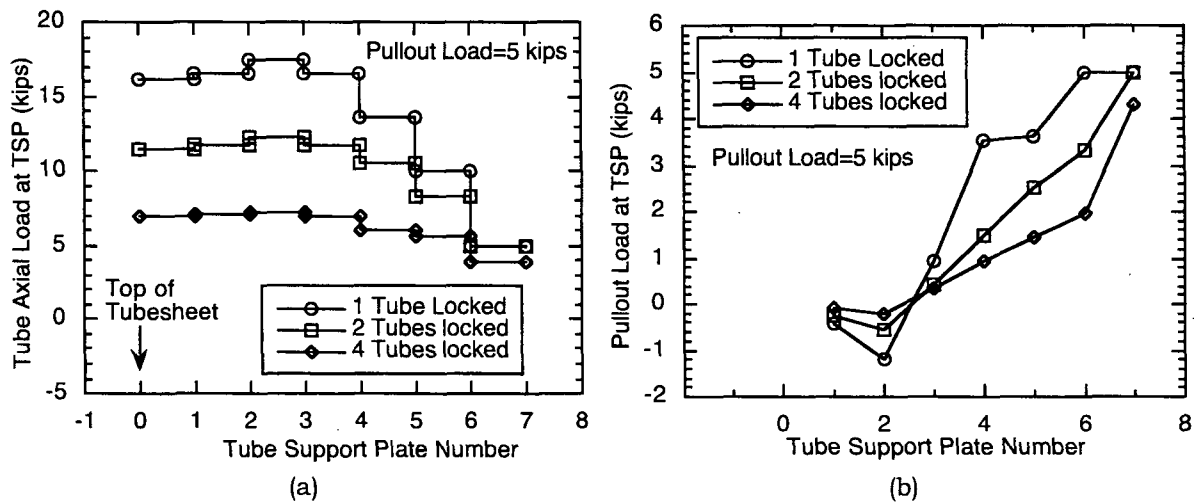 Tube Axial Load at TSP (kips)
20
15
10
5
0
-5
Pullout Load=5 kips
Top of
Tubesheet
1 Tube Locked
2 Tubes locked
4 Tubes locked
-1 0 1 2 3 4 5 6 7 8
Tube Support Plate Number
(a)
Pullout Load at TSP (kips)
6
5
4
3
2
1
0
-1
-2
1 Tube Locked
2 Tubes Locked
4 Tubes locked
Pullout Load=5 kips
0 2 4 6 8
Tube Support Plate Number
(b)